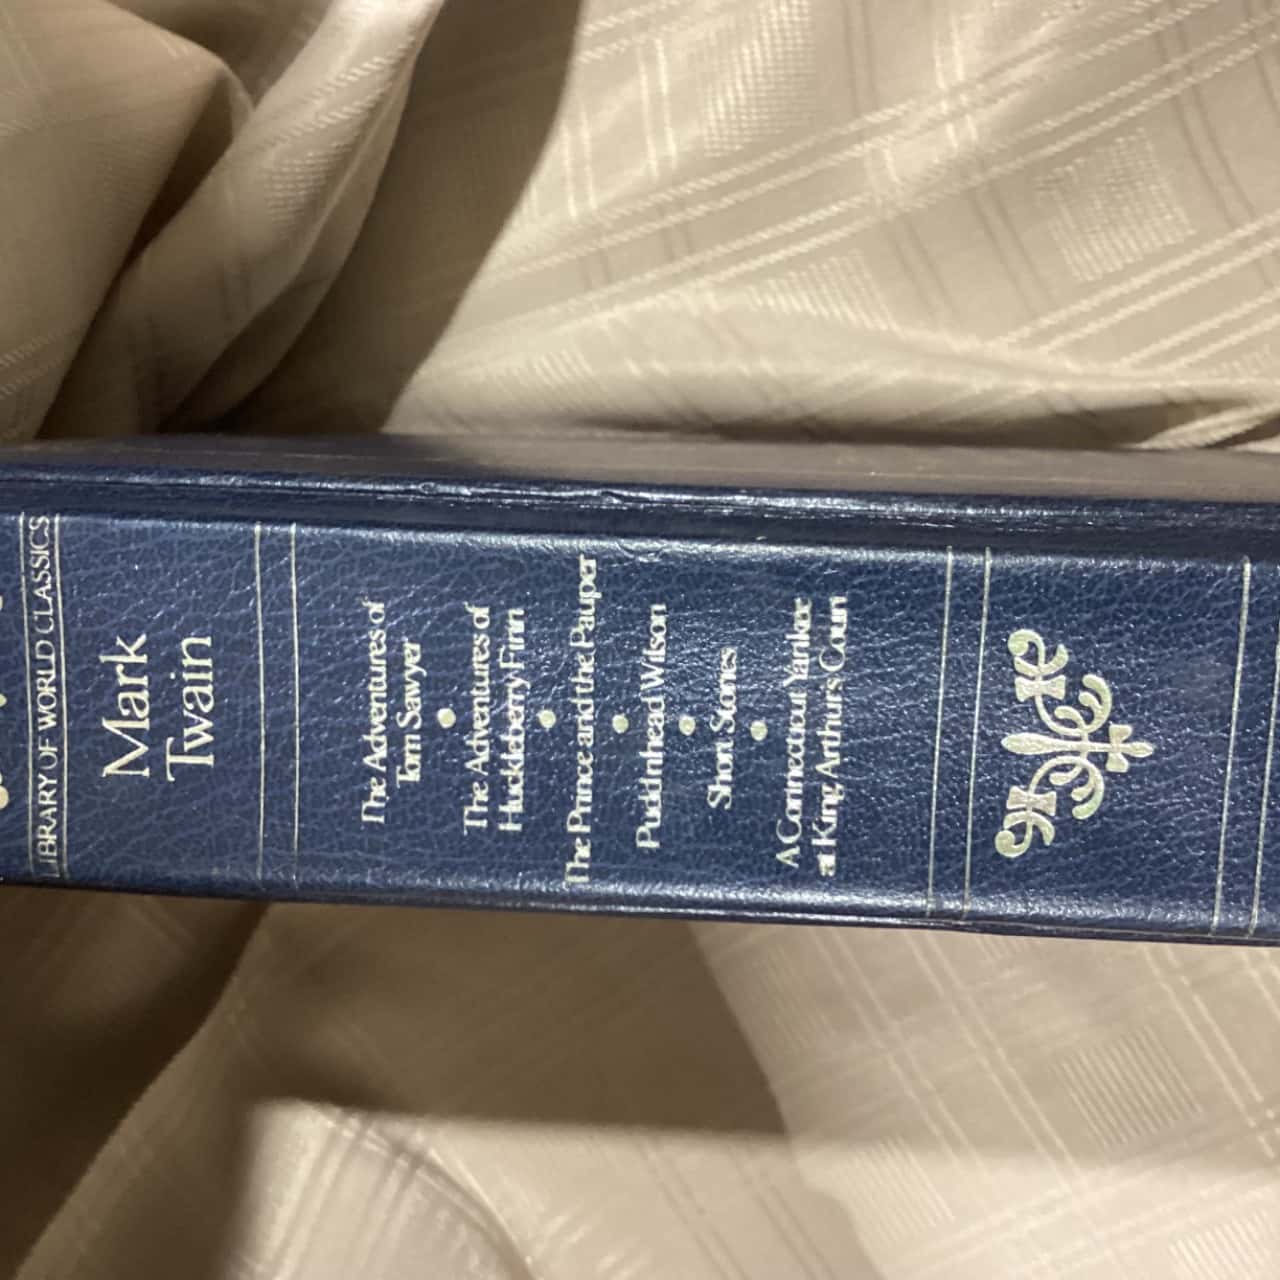 LIBRARY OF WORLD CLASSICS
Mark
Twain
The Adventures of
Tom Sawyer
The Adventures of
Huckleberry Finn
The Prince and the Pauper
Pudd'nhead Wilson
Short Stories
A Connecticut Yankee
at King Arthur's Court